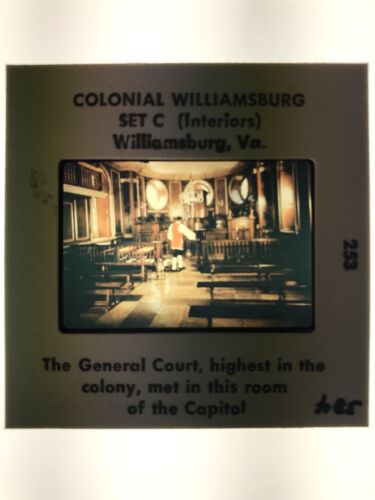 COLONIAL WILLIAMSBURG
SET C (Interiors)
Williamsburg, Va.
253
The General Court, highest in the
colony, met in this room
of the Capitol
384